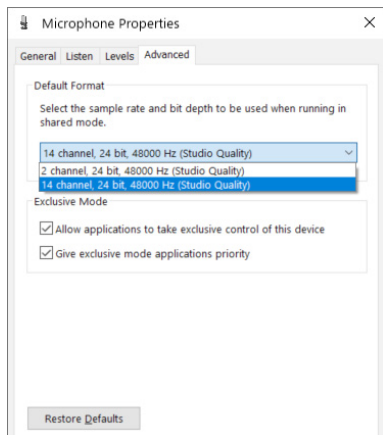 Microphone Properties
General Listen Levels Advanced
Default Format
Select the sample rate and bit depth to be used when running in
shared mode.
14 channel, 24 bit, 48000 Hz (Studio Quality)
2 channel, 24 bit, 48000 Hz (Studio Quality)
14 channel, 24 bit, 48000 Hz (Studio Quality)
Exclusive Mode
Allow applications to take exclusive control of this device
Give exclusive mode applications priority
Restore Defaults